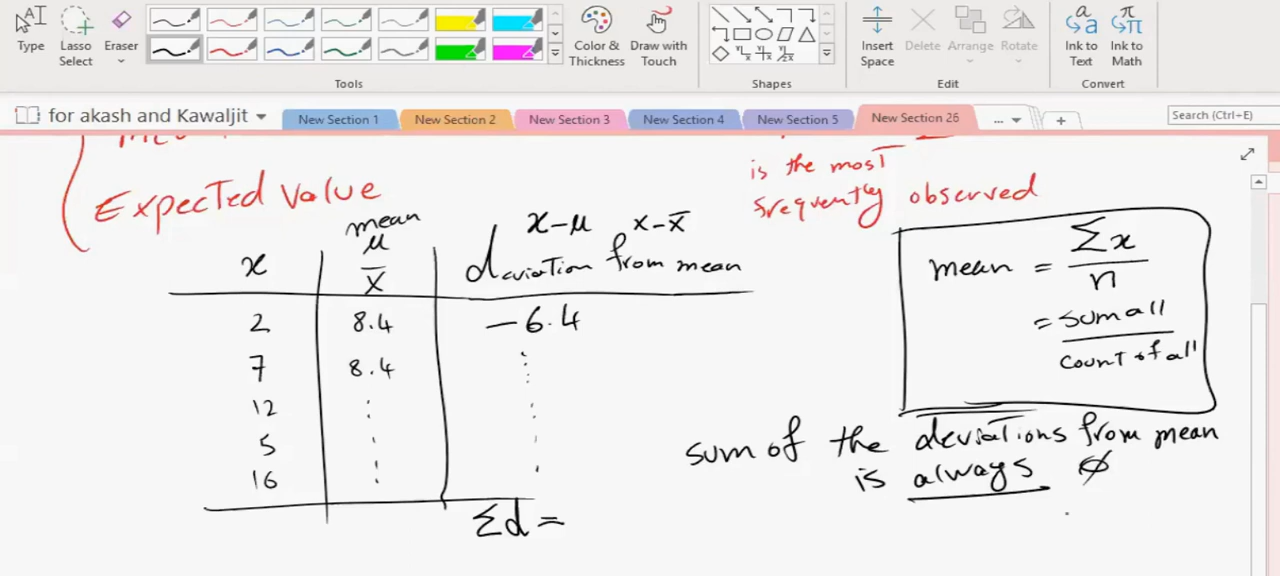 Type
Lasso Select
Eraser
Color & Thickness
Draw with Touch
Insert Space
Delete
Arrange
Rotate
Ink to Text
Ink to Math
Tools
Shapes
Edit
Convert
for akash and Kawaljit
New Section 1
New Section 2
New Section 3
New Section 4
New Section 5
New Section 26
...
+
Search (Ctrl+E)
is the most
Expected value
frequently observed
mean
μ
x̄
x
x-μ x-x̄
deviation from mean
2 8.4 -6.4
7 8.4
12
5
16
Σd =
mean = Σx / n
= sum all / count of all
sum of the deviations from mean
is always ϕ